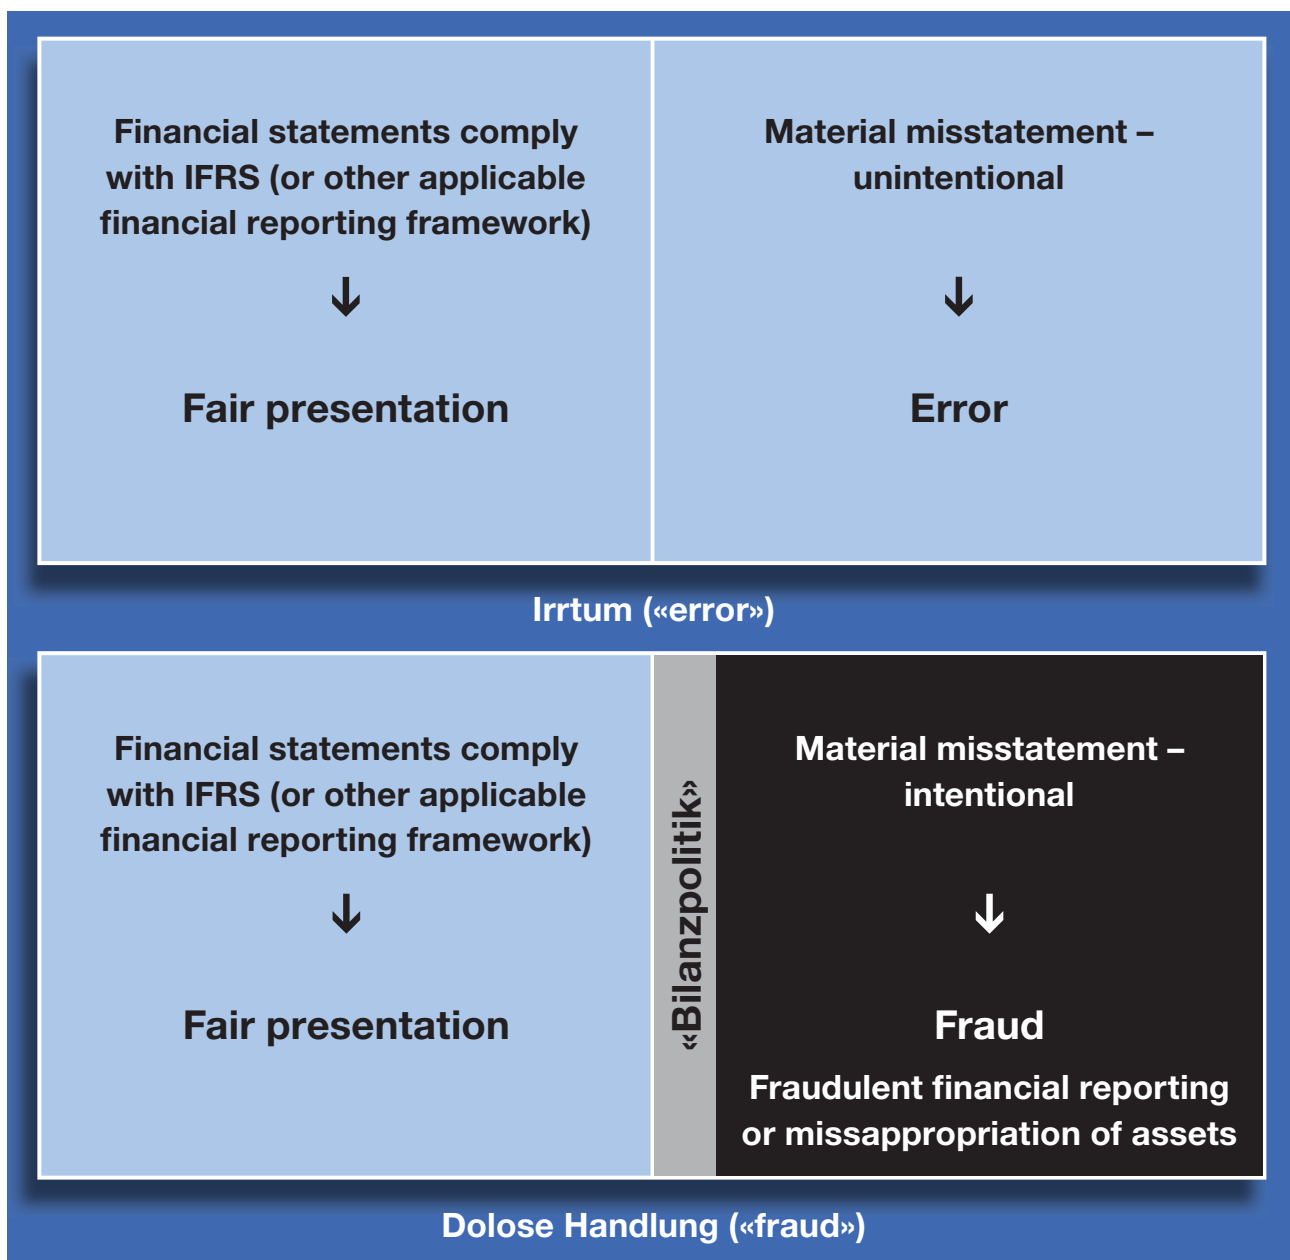 Financial statements comply
with IFRS (or other applicable
financial reporting framework)
↓
Fair presentation
Material misstatement –
unintentional
↓
Error
Irrtum («error»)
Financial statements comply
with IFRS (or other applicable
financial reporting framework)
↓
Fair presentation
«Bilanzpolitik»
Material misstatement –
intentional
↓
Fraud
Fraudulent financial reporting
or missappropriation of assets
Dolose Handlung («fraud»)